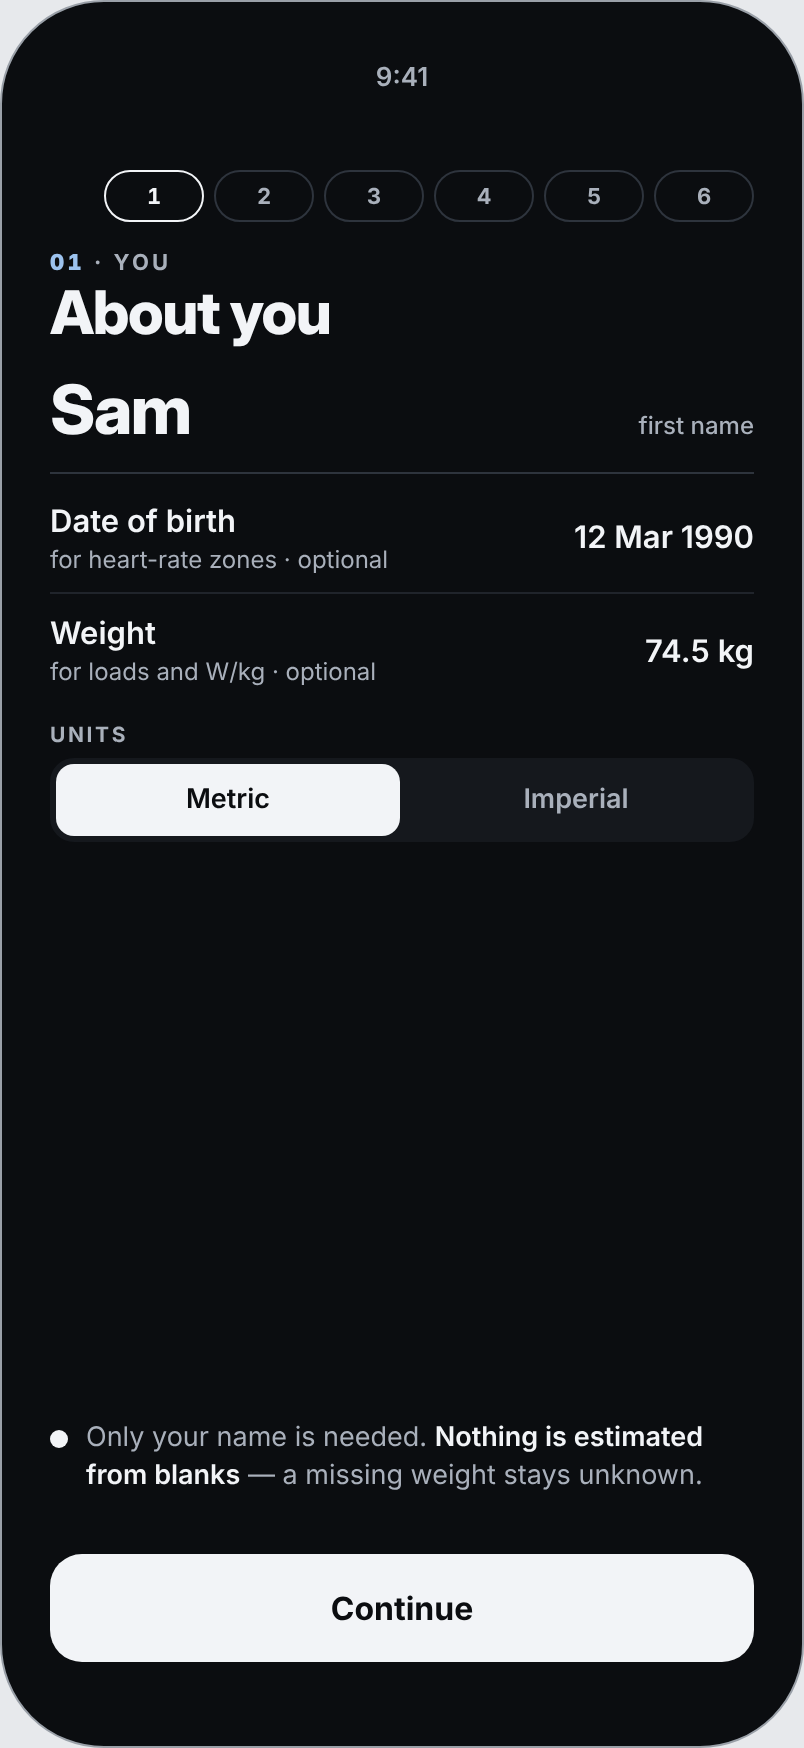 9:41
1 2 3 4 5 6
01 · YOU
About you
Sam
first name
Date of birth
for heart-rate zones · optional
12 Mar 1990
Weight
for loads and W/kg · optional
74.5 kg
UNITS
Metric
Imperial
Only your name is needed. Nothing is estimated
from blanks — a missing weight stays unknown.
Continue